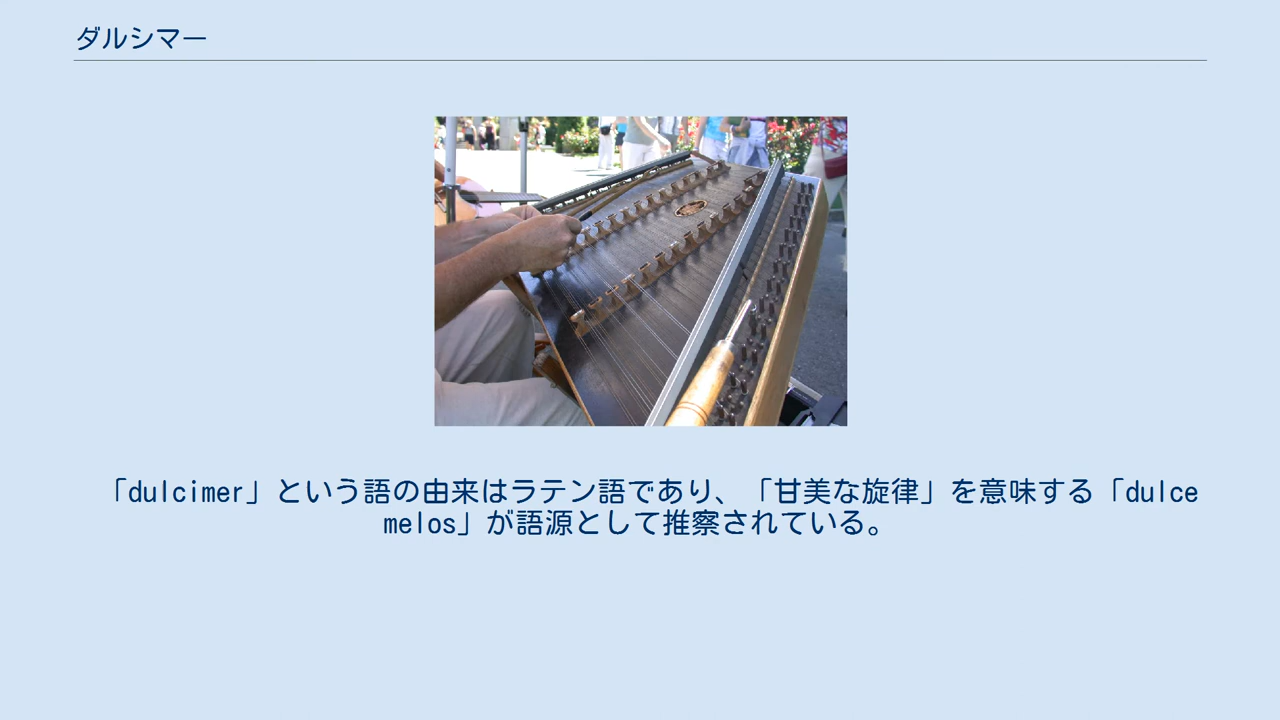 ダルシマー
「dulcimer」という語の由来はラテン語であり、「甘美な旋律」を意味する「dulce
melos」が語源として推察されている。